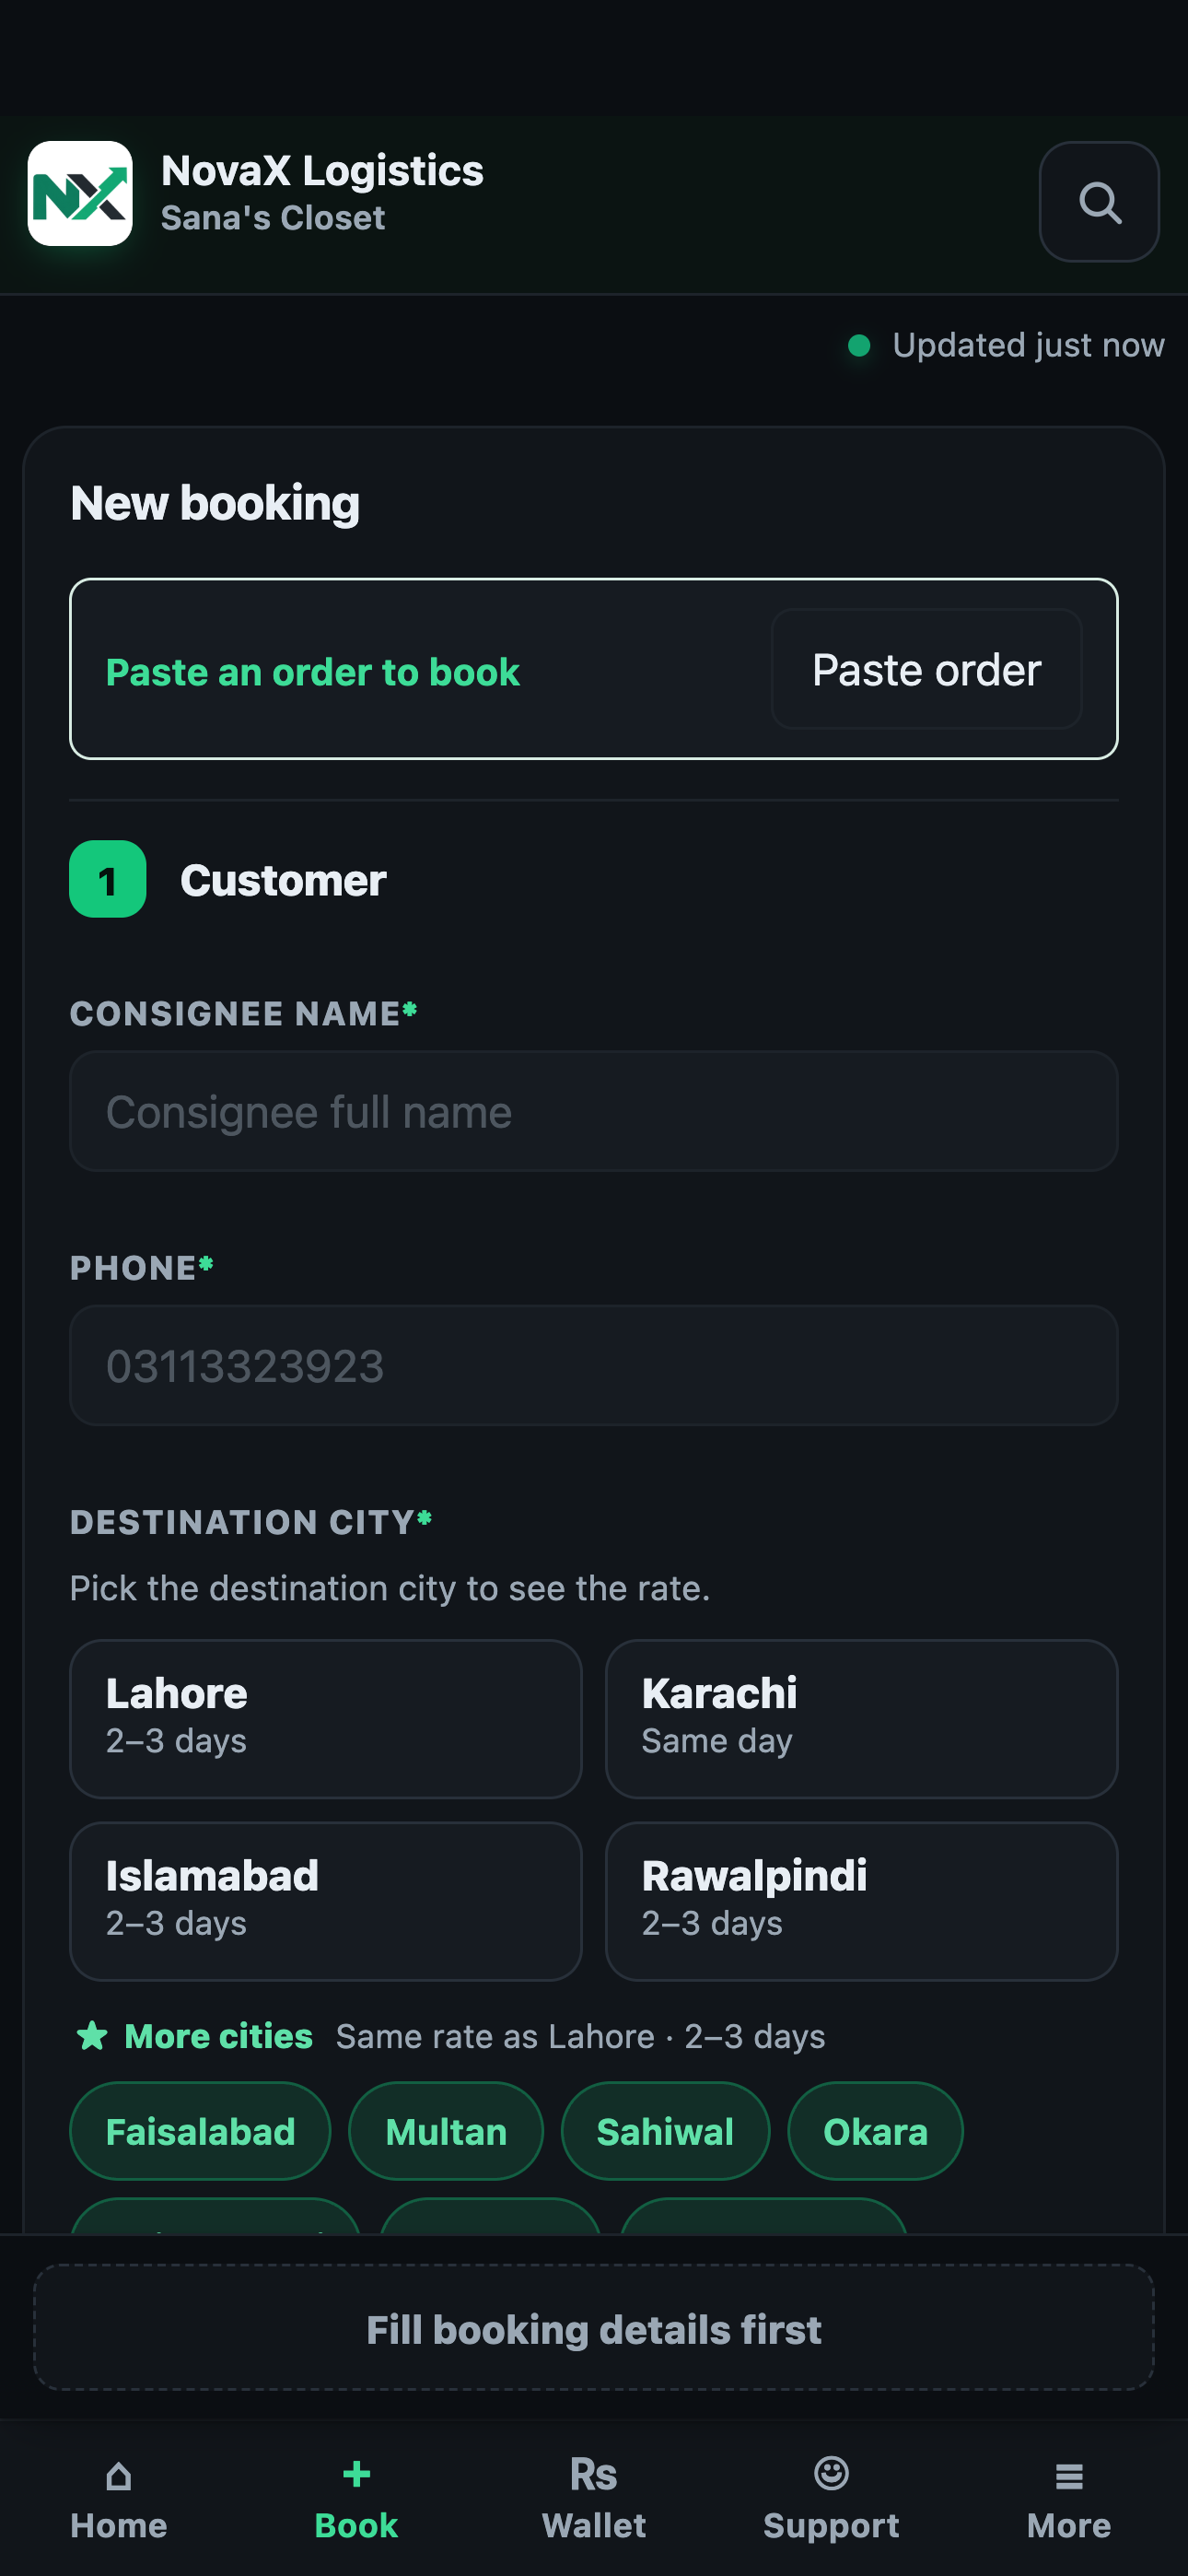 NX
NovaX Logistics
Sana's Closet
Updated just now
New booking
Paste an order to book
Paste order
1 Customer
CONSIGNEE NAME*
Consignee full name
PHONE*
03113323923
DESTINATION CITY*
Pick the destination city to see the rate.
Lahore
2–3 days
Karachi
Same day
Islamabad
2–3 days
Rawalpindi
2–3 days
★ More cities Same rate as Lahore · 2–3 days
Faisalabad Multan Sahiwal Okara
Fill booking details first
Home
+ Book
Rs Wallet
Support
More